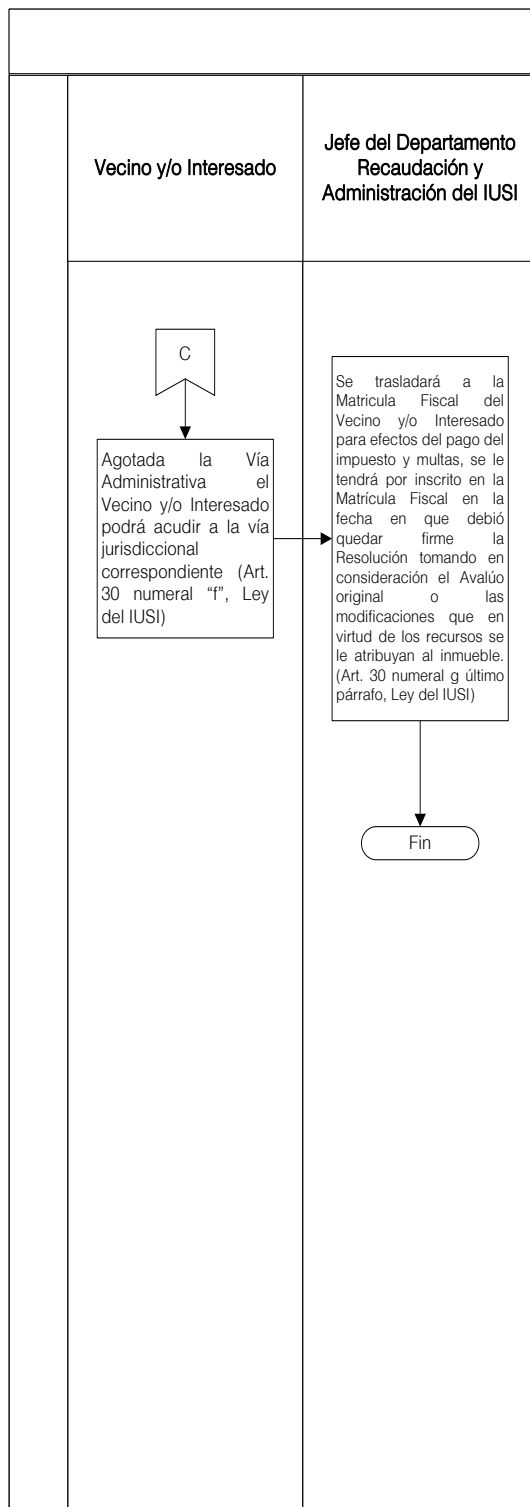 Vecino y/o Interesado
Jefe del Departamento
Recaudación y
Administración del IUSI
C
Agotada la Vía
Administrativa el
Vecino y/o Interesado
podrá acudir a la vía
jurisdiccional
correspondiente (Art.
30 numeral “f”, Ley
del IUSI)
Se trasladará a la
Matricula Fiscal del
Vecino y/o Interesado
para efectos del pago del
impuesto y multas, se le
tendrá por inscrito en la
Matrícula Fiscal en la
fecha en que debió
quedar firme la
Resolución tomando en
consideración el Avalúo
original o las
modificaciones que en
virtud de los recursos se
le atribuyan al inmueble.
(Art. 30 numeral g último
párrafo, Ley del IUSI)
Fin